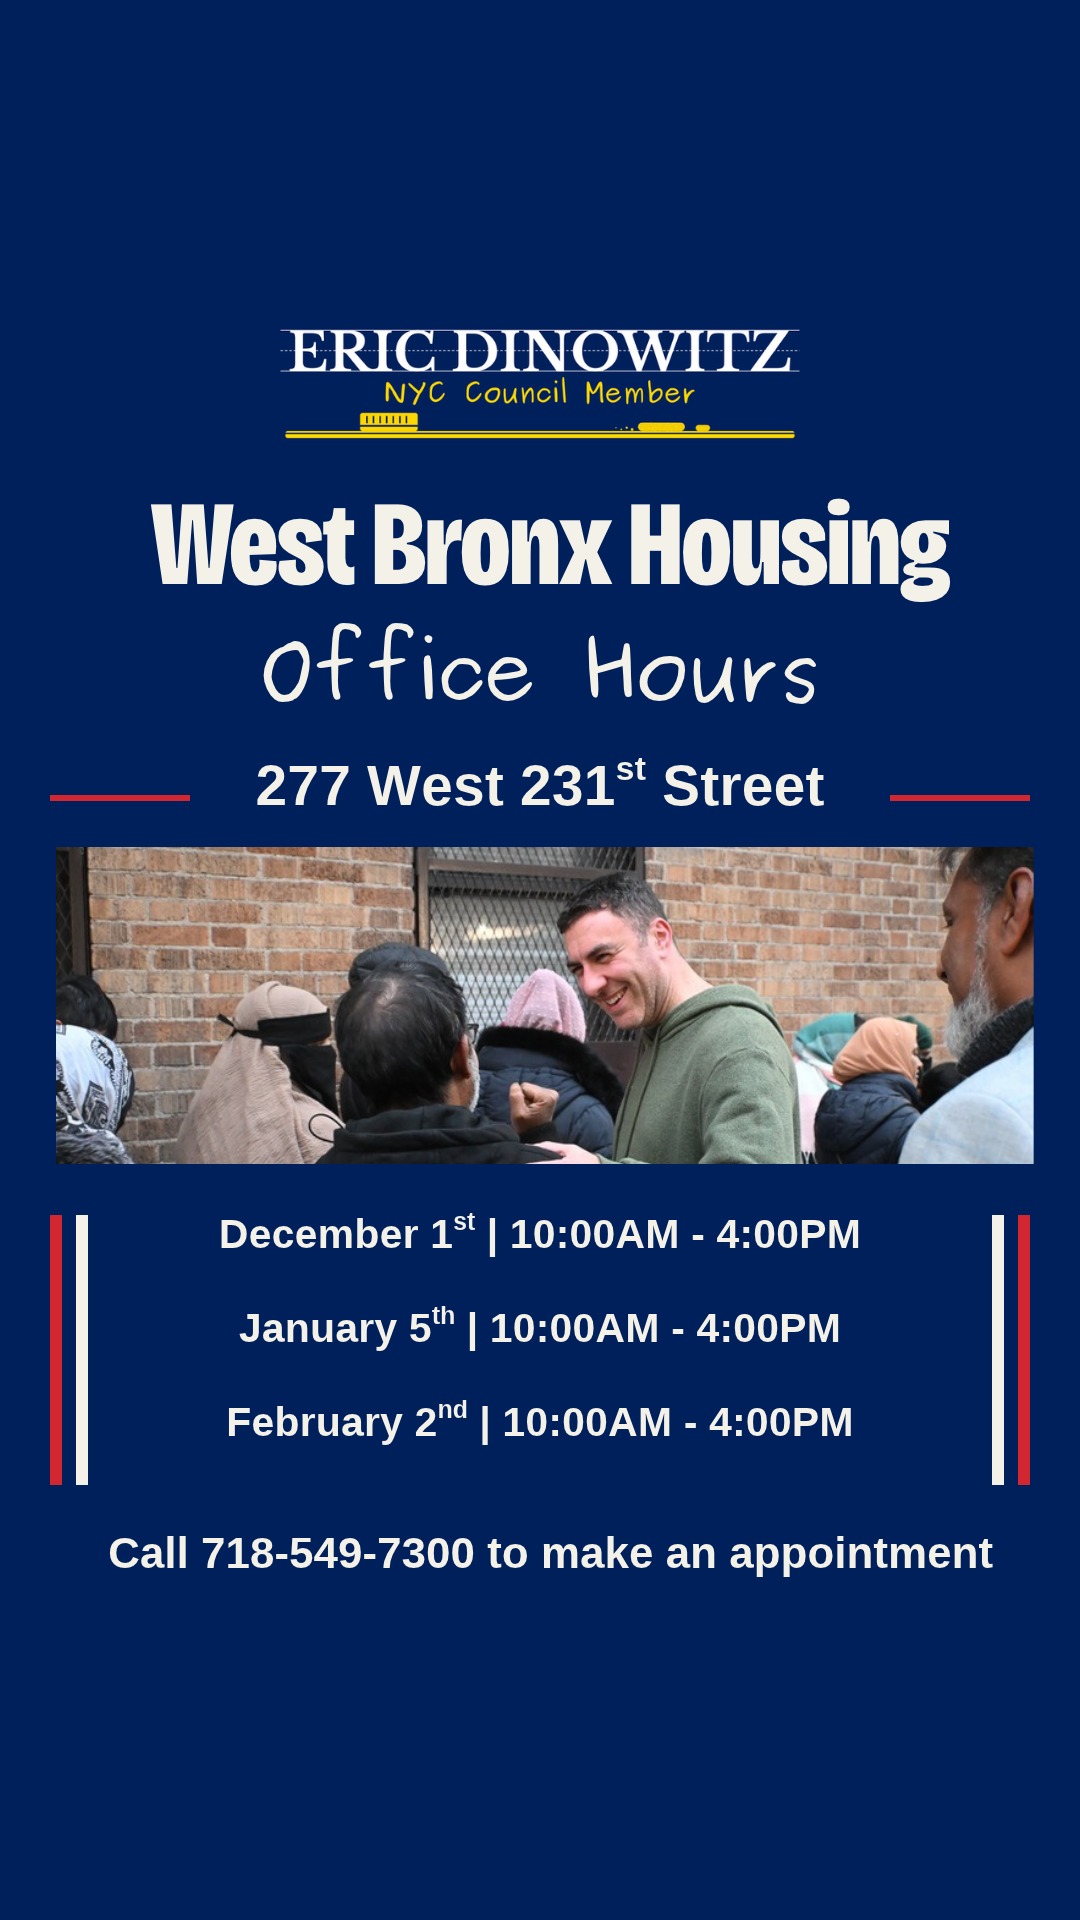 ERIC DINOWITZ
NYC Council Member
West Bronx Housing
Office Hours
277 West 231st Street
December 1st | 10:00AM - 4:00PM
January 5th | 10:00AM - 4:00PM
February 2nd | 10:00AM - 4:00PM
Call 718-549-7300 to make an appointment